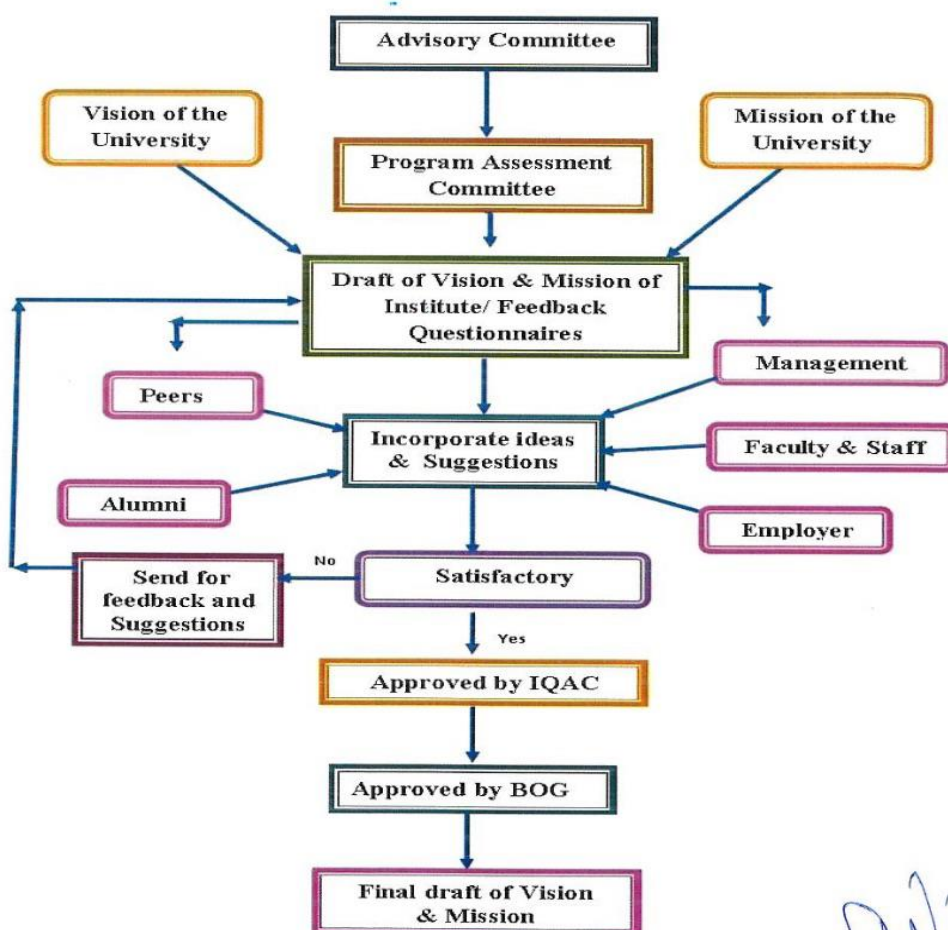 Advisory Committee
Vision of the
University
Mission of the
University
Program Assessment
Committee
Draft of Vision & Mission of
Institute/ Feedback
Questionnaires
Management
Peers
Incorporate ideas
& Suggestions
Faculty & Staff
Alumni
Employer
No
Satisfactory
Send for
feedback and
Suggestions
Yes
Approved by IQAC
Approved by BOG
Final draft of Vision
& Mission